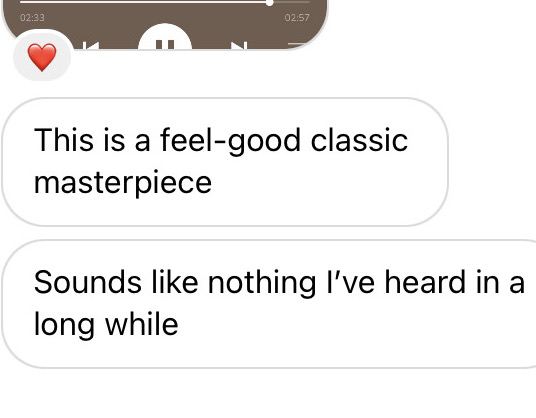 02:33 02:57
This is a feel-good classic
masterpiece
Sounds like nothing I’ve heard in a
long while